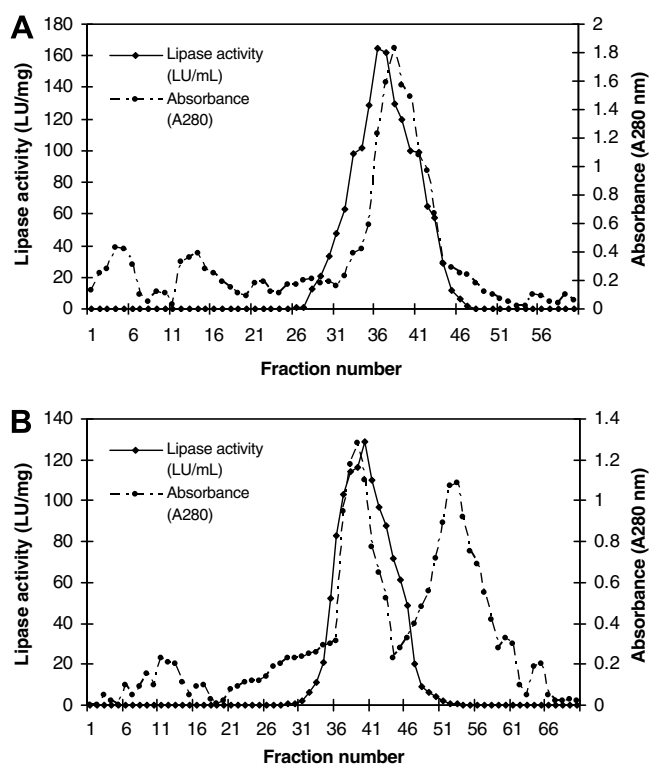 A
Lipase activity (LU/mg)
180
160
140
120
100
80
60
40
20
0
Lipase activity
(LU/mL)
Absorbance
(A280)
2
1.8
1.6
1.4
1.2
1
0.8
0.6
0.4
0.2
0
Absorbance (A280 nm)
1 6 11 16 21 26 31 36 41 46 51 56
Fraction number
B
Lipase activity (LU/mg)
140
120
100
80
60
40
20
0
Lipase activity
(LU/mL)
Absorbance
(A280)
1.4
1.2
1
0.8
0.6
0.4
0.2
0
Absorbance (A280 nm)
1 6 11 16 21 26 31 36 41 46 51 56 61 66
Fraction number